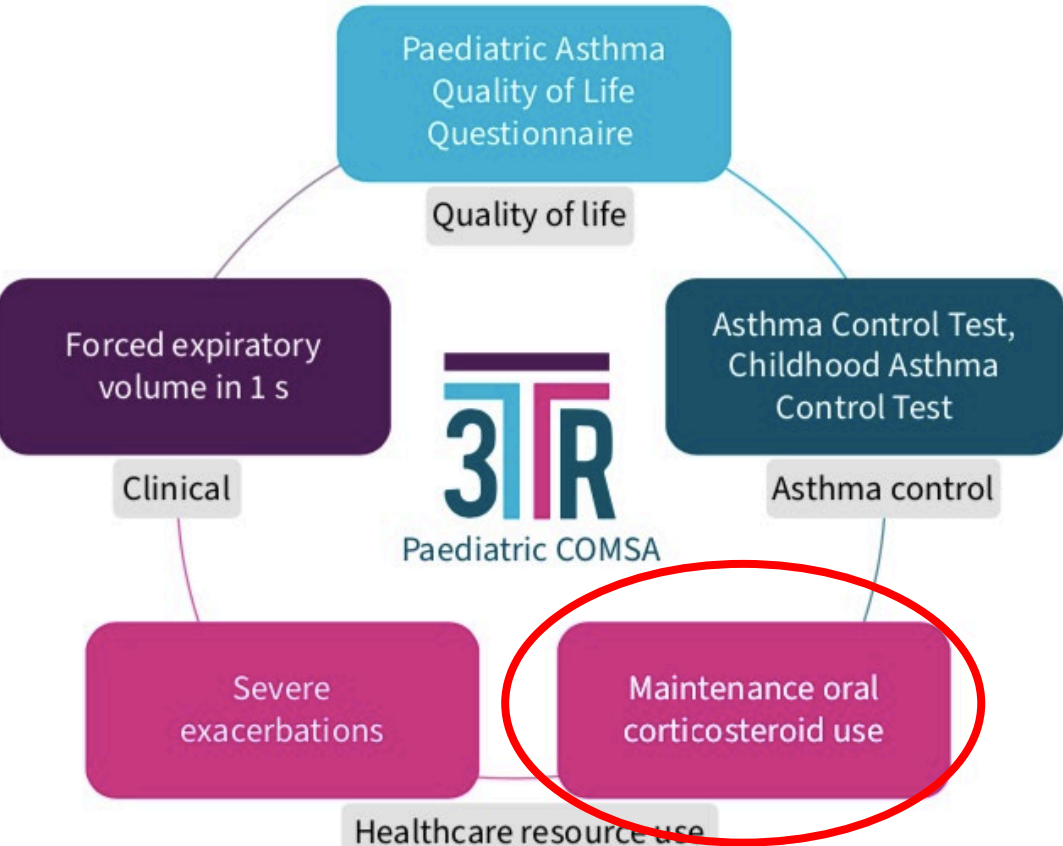 Paediatric Asthma
Quality of Life
Questionnaire
Quality of life
Forced expiratory
volume in 1 s
Clinical
Asthma Control Test,
Childhood Asthma
Control Test
Asthma control
3TR
Paediatric COMSA
Severe
exacerbations
Maintenance oral
corticosteroid use
Healthcare resource use